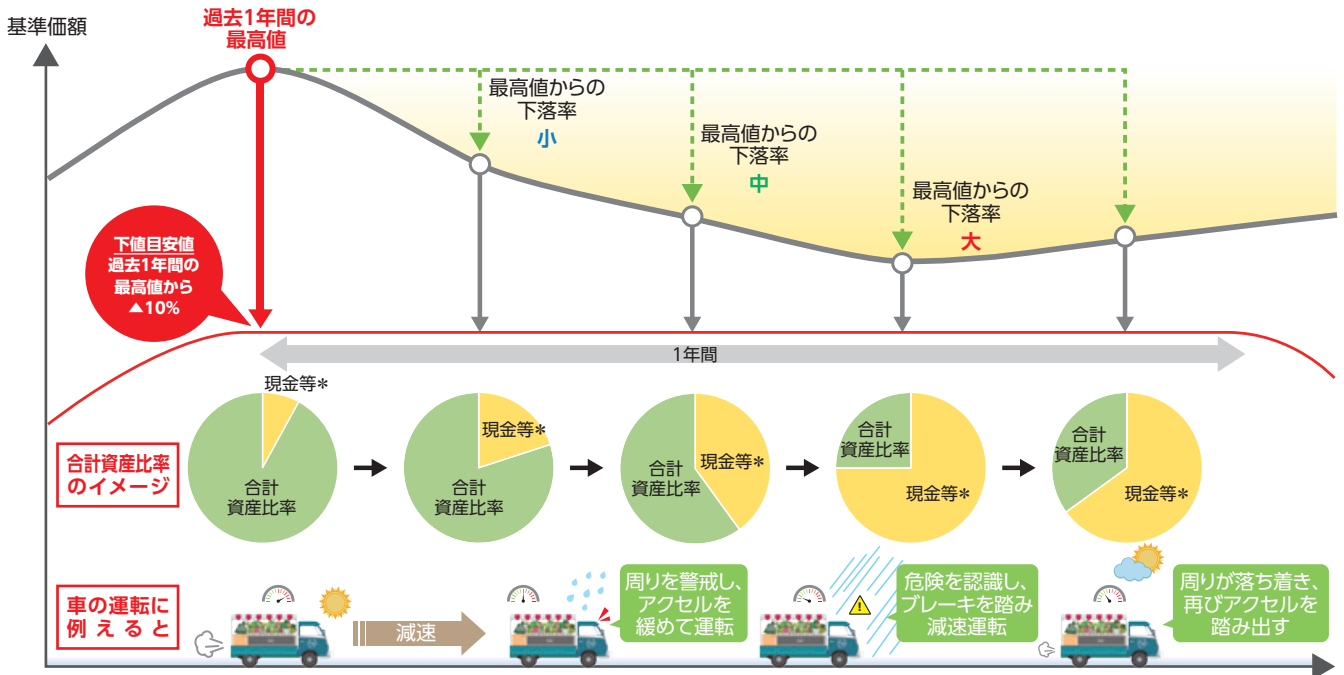 基準価額
過去1年間の
最高値
最高値からの
下落率
小
最高値からの
下落率
中
最高値からの
下落率
大
下値目安値
過去1年間の
最高値から
▲10%
1年間
合計資産比率
のイメージ
現金等＊
合計
資産比率
現金等＊
合計
資産比率
現金等＊
合計
資産比率
合計
資産比率
現金等＊
合計
資産比率
現金等＊
車の運転に
例えると
減速
周りを警戒し、
アクセルを
緩めて運転
危険を認識し、
ブレーキを踏み
減速運転
周りが落ち着き、
再びアクセルを
踏み出す